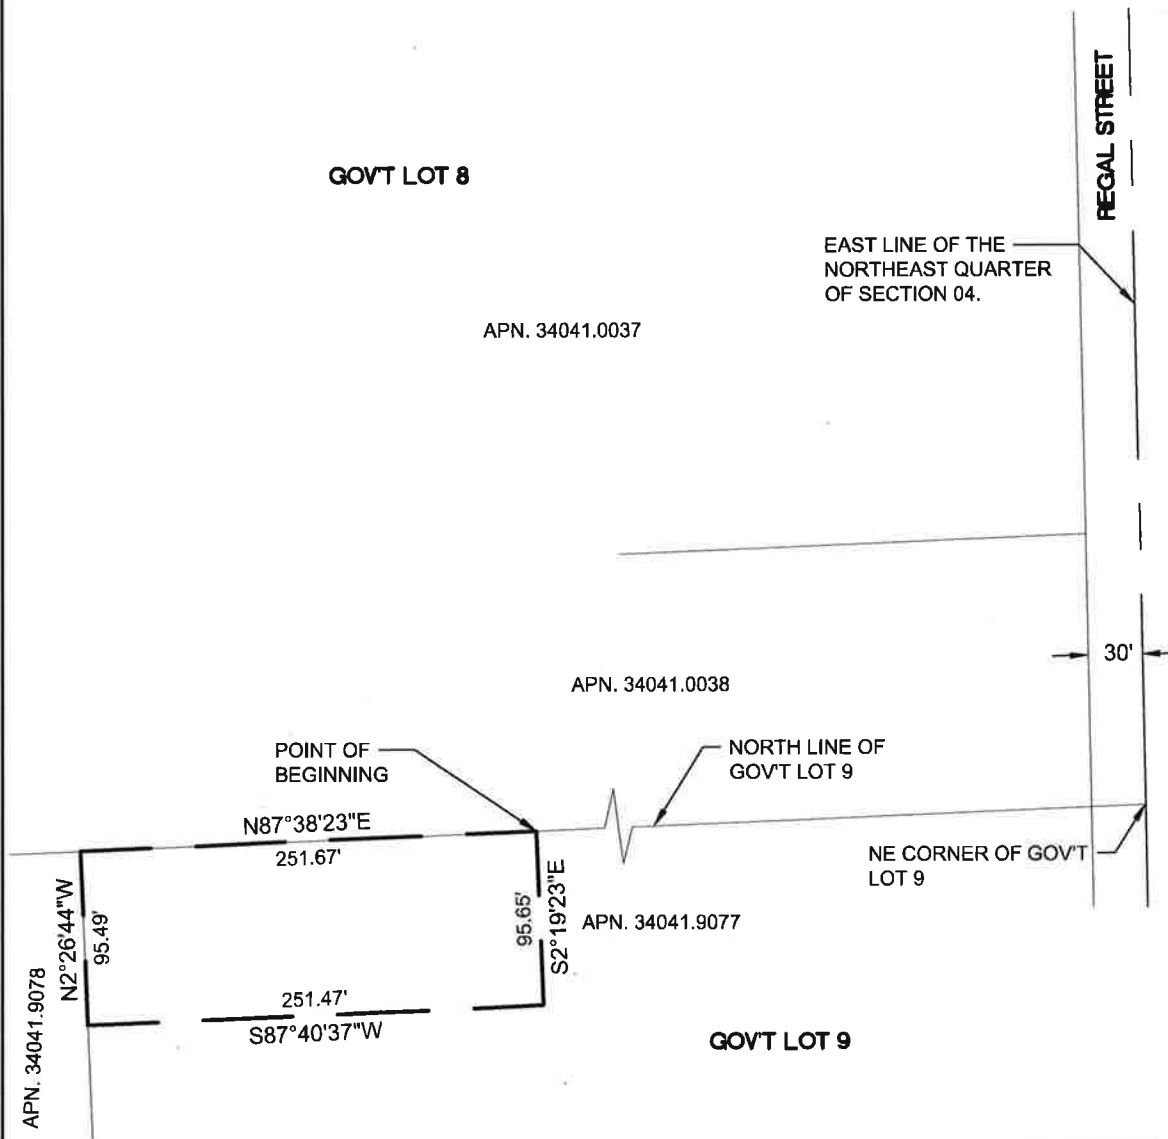 REGAL STREET
GOV'T LOT 8
EAST LINE OF THE
NORTHEAST QUARTER
OF SECTION 04.
APN. 34041.0037
30'
APN. 34041.0038
POINT OF
BEGINNING
NORTH LINE OF
GOV'T LOT 9
N87°38'23"E
251.67'
NE CORNER OF GOV'T
LOT 9
N2°26'44"W
95.49'
95.65'
S2°19'23"E
APN. 34041.9077
APN. 34041.9078
251.47'
S87°40'37"W
GOV'T LOT 9